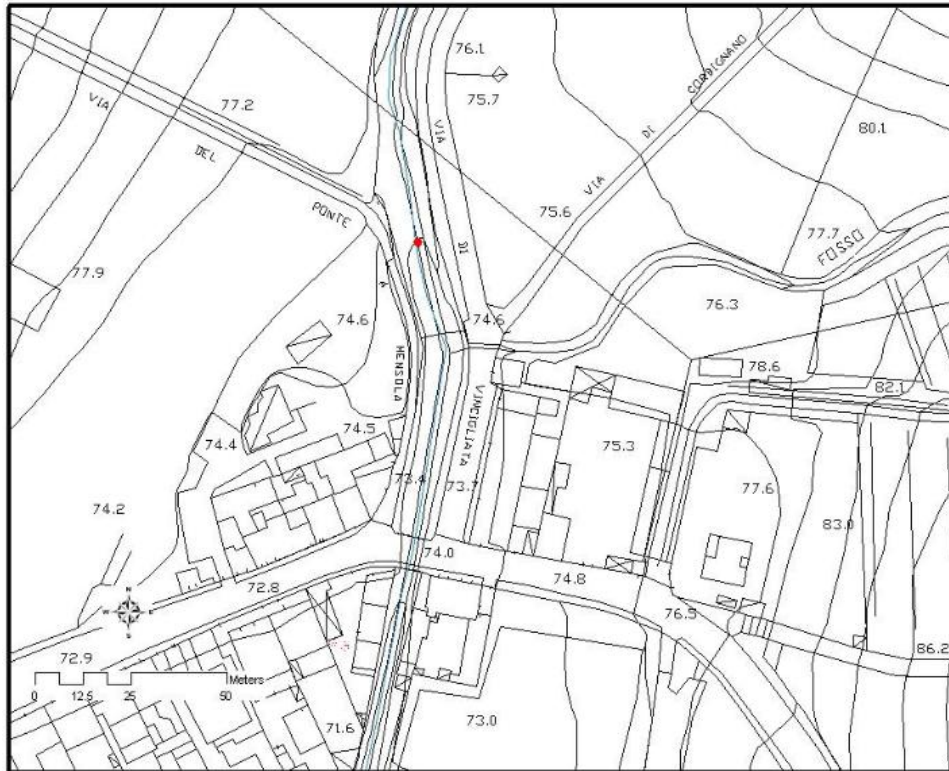 76.1
75.7
77.2
VIA
DEL
PONTE
A
MENSOLA
VIA
DI
VINCIGLIATA
VIA
DI
CORBIGNANO
80.1
75.6
77.7
FOSSO
77.9
76.3
74.6
74.6
78.6
82.1
74.4
74.5
75.3
73.4
73.7
77.6
74.2
83.0
74.0
74.8
72.8
76.5
N
W
E
S
72.9
86.2
Meters
0
12.5
25
50
71.6
73.0